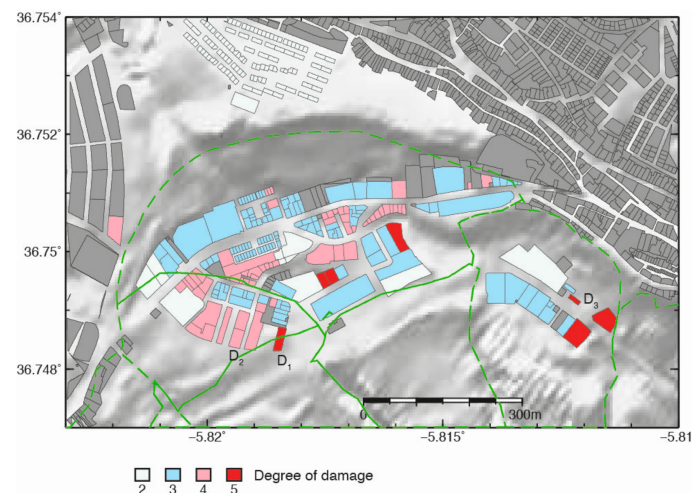 36.754°
36.752°
36.75°
36.748°
D₃
D₂
D₁
0
300m
−5.82°
−5.815°
−5.81
Degree of damage
2 3 4 5